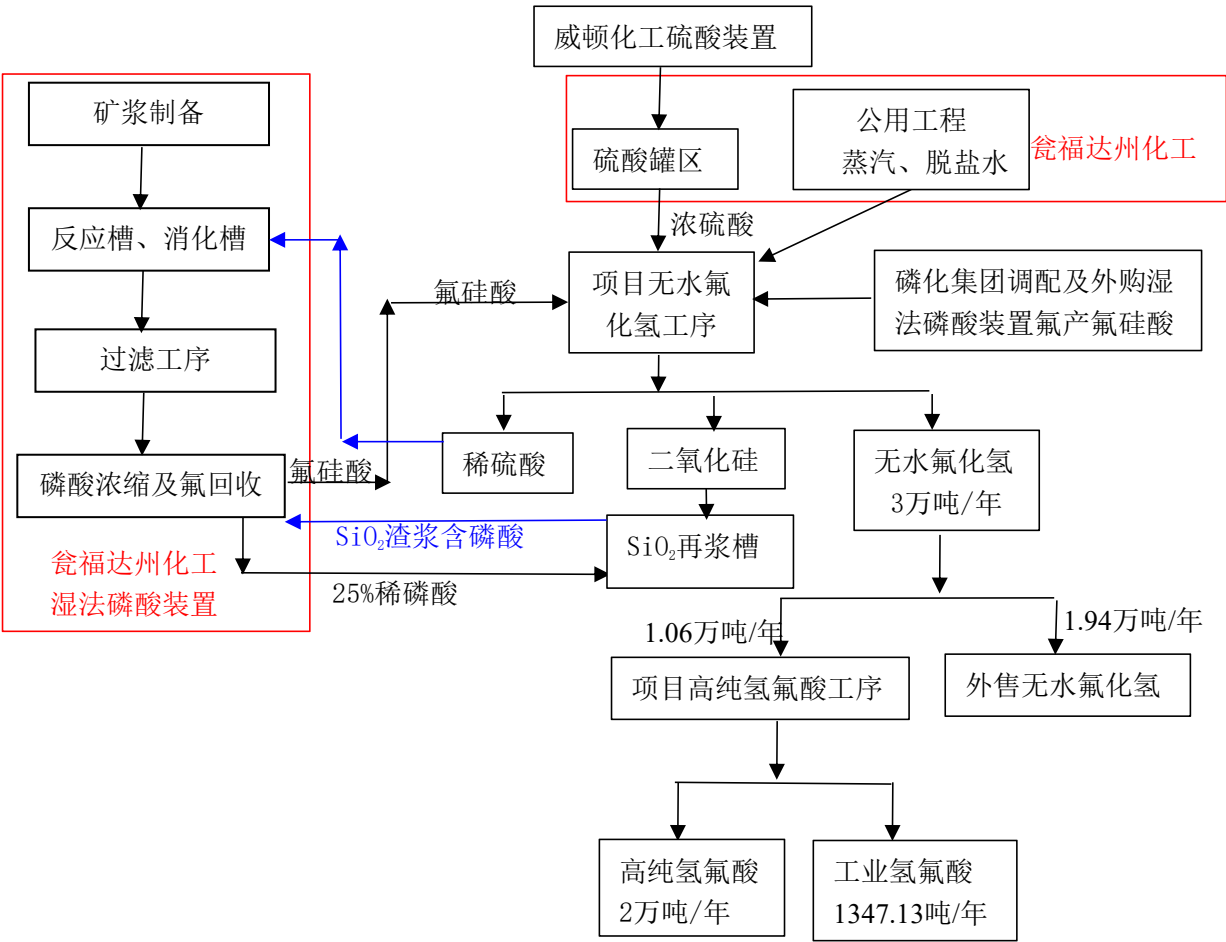 威顿化工硫酸装置
矿浆制备
公用工程
蒸汽、脱盐水
瓮福达州化工
硫酸罐区
浓硫酸
反应槽、消化槽
氟硅酸
项目无水氟
化氢工序
磷化集团调配及外购湿
法磷酸装置氟产氟硅酸
过滤工序
稀硫酸
二氧化硅
无水氟化氢
3万吨/年
磷酸浓缩及氟回收
氟硅酸
SiO₂渣浆含磷酸
SiO₂再浆槽
瓮福达州化工
湿法磷酸装置
25%稀磷酸
1.06万吨/年
1.94万吨/年
项目高纯氢氟酸工序
外售无水氟化氢
高纯氢氟酸
2万吨/年
工业氢氟酸
1347.13吨/年